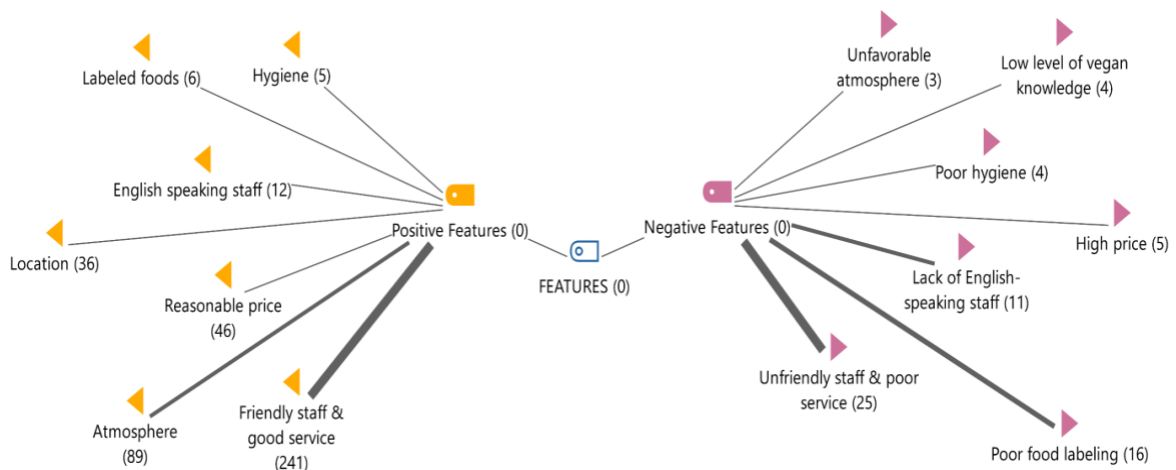 Labeled foods (6)
Hygiene (5)
English speaking staff (12)
Location (36)
Reasonable price
(46)
Atmosphere
(89)
Friendly staff &
good service
(241)
Positive Features (0)
FEATURES (0)
Negative Features (0)
Unfavorable
atmosphere (3)
Low level of vegan
knowledge (4)
Poor hygiene (4)
High price (5)
Lack of English-
speaking staff (11)
Unfriendly staff & poor
service (25)
Poor food labeling (16)